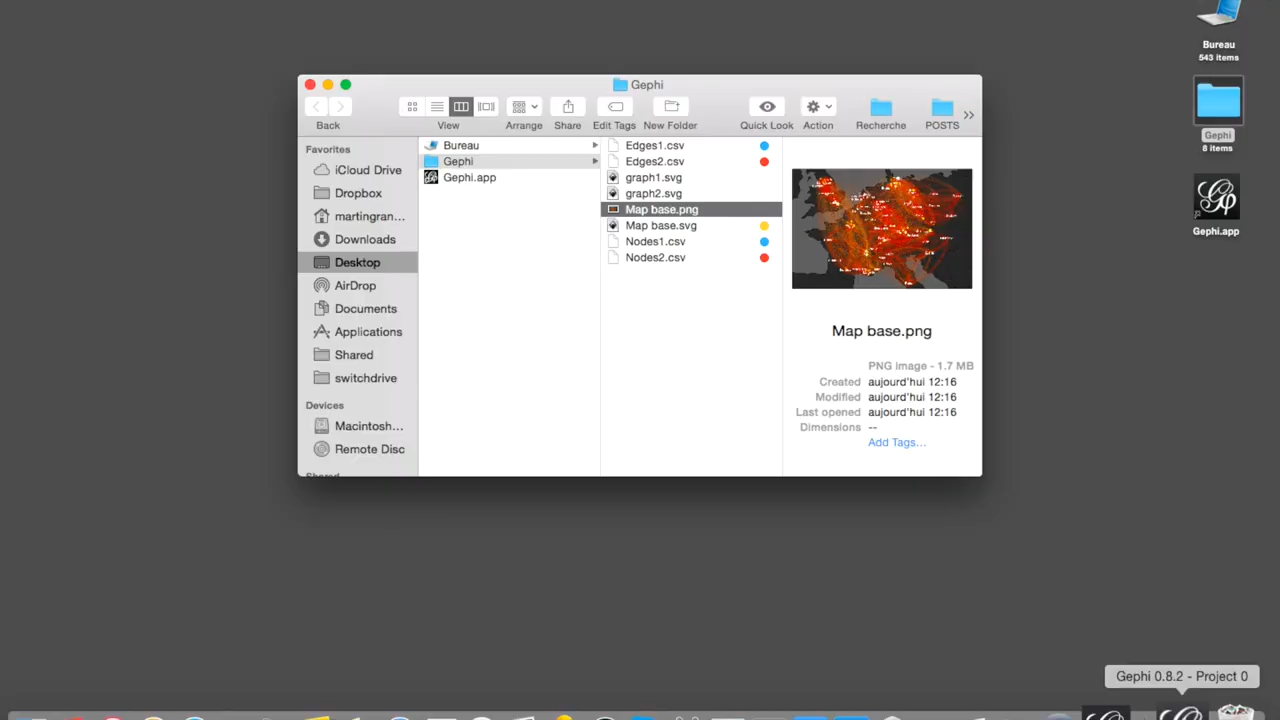 Bureau
543 items
Gephi
8 items
Gephi.app
Gephi
Back
View
Arrange
Share
Edit Tags
New Folder
Quick Look
Action
Recherche
POSTS
Favorites
iCloud Drive
Dropbox
martingran...
Downloads
Desktop
AirDrop
Documents
Applications
Shared
switchdrive
Devices
Macintosh...
Remote Disc
Shared
Bureau
Gephi
Gephi.app
Edges1.csv
Edges2.csv
graph1.svg
graph2.svg
Map base.png
Map base.svg
Nodes1.csv
Nodes2.csv
Map base.png
PNG image - 1.7 MB
Created aujourd'hui 12:16
Modified aujourd'hui 12:16
Last opened aujourd'hui 12:16
Dimensions --
Add Tags...
Gephi 0.8.2 - Project 0